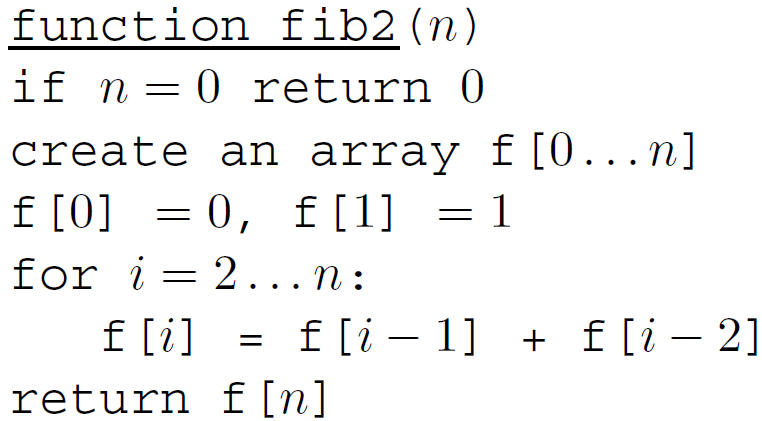 function fib2(n)
if n = 0 return 0
create an array f[0...n]
f[0] = 0, f[1] = 1
for i = 2...n:
f[i] = f[i − 1] + f[i − 2]
return f[n]